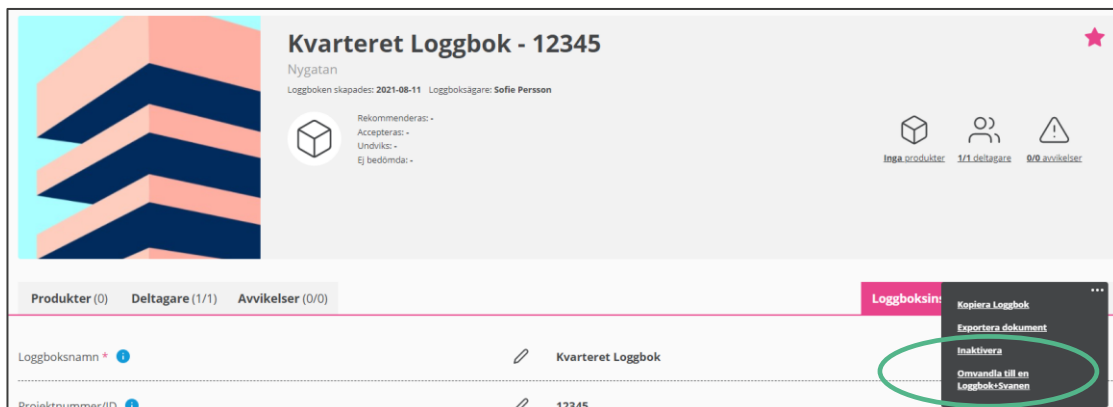 Kvarteret Loggbok - 12345
Nygatan
Loggboken skapades: 2021-08-11 Loggboksägare: Sofie Persson
Rekommenderas: -
Accepteras: -
Undviks: -
Ej bedömda: -
Inga produkter 1/1 deltagare 0/0 avvikelser
Produkter (0) Deltagare (1/1) Avvikelser (0/0)
Loggboksins
...
Kopiera Loggbok
Exportera dokument
Inaktivera
Omvandla till en
Loggbok+Svanen
Loggboksnamn * i Kvarteret Loggbok
Projektnummer/ID i 12345